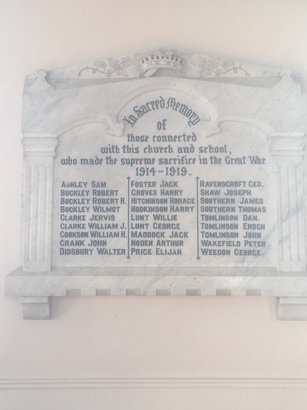 In Sacred Memory
of
those connected
with this church and school,
who made the supreme sacrifice in the Great War
1914-1919.
ASHLEY SAM
BUCKLEY ROBERT
BUCKLEY ROBERT H.
BUCKLEY WILMOT
CLARKE JERVIS
CLARKE WILLIAM J.
COOKSON WILLIAM H.
CRANK JOHN
DIDSBURY WALTER
FOSTER JACK
GROVES HARRY
HITCHINSON HORACE
HODKINSON HARRY
LUNT WILLIE
LUNT GEORGE
MADDOCK JACK
NODEN ARTHUR
PRICE ELIJAH
RAVENSCROFT GEO.
SHAW JOSEPH
SOUTHERN JAMES
SOUTHERN THOMAS
TOMLINSON DAN.
TOMLINSON ENOCH
TOMLINSON JOHN
WAKEFIELD PETER
WEEDON GEORGE